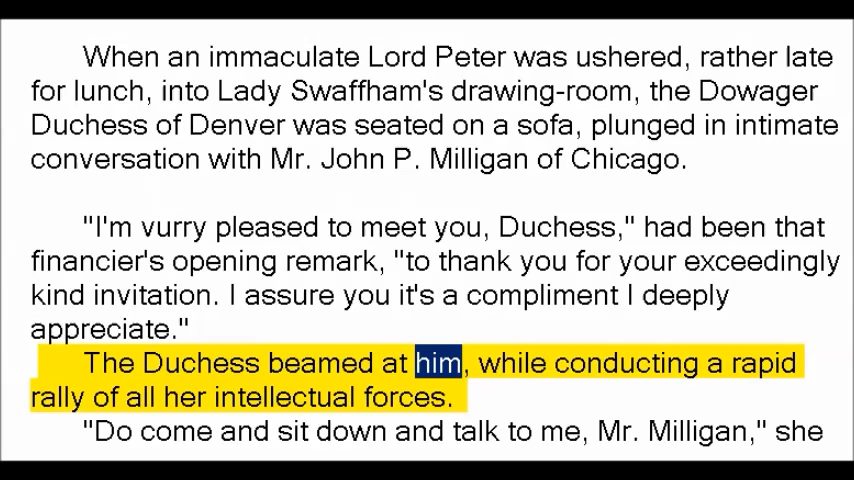 When an immaculate Lord Peter was ushered, rather late
for lunch, into Lady Swaffham's drawing-room, the Dowager
Duchess of Denver was seated on a sofa, plunged in intimate
conversation with Mr. John P. Milligan of Chicago.
"I'm vurry pleased to meet you, Duchess," had been that
financier's opening remark, "to thank you for your exceedingly
kind invitation. I assure you it's a compliment I deeply
appreciate."
The Duchess beamed at him, while conducting a rapid
rally of all her intellectual forces.
"Do come and sit down and talk to me, Mr. Milligan," she